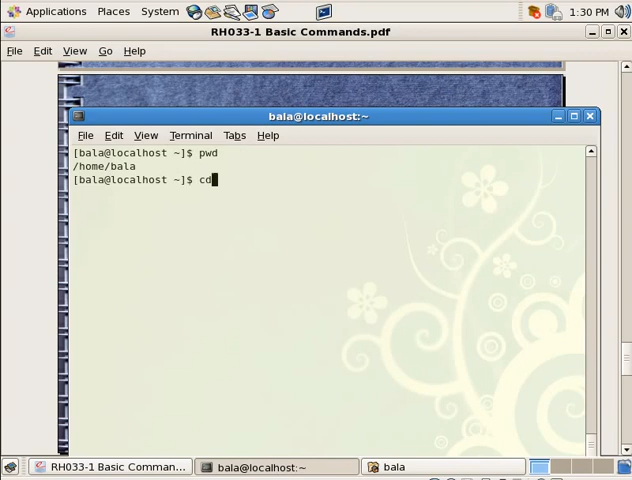 Applications Places System 1:30 PM
RH033-1 Basic Commands.pdf
File Edit View Go Help
bala@localhost:~
File Edit View Terminal Tabs Help
[bala@localhost ~]$ pwd
/home/bala
[bala@localhost ~]$ cd
RH033-1 Basic Comman... bala@localhost:~ bala